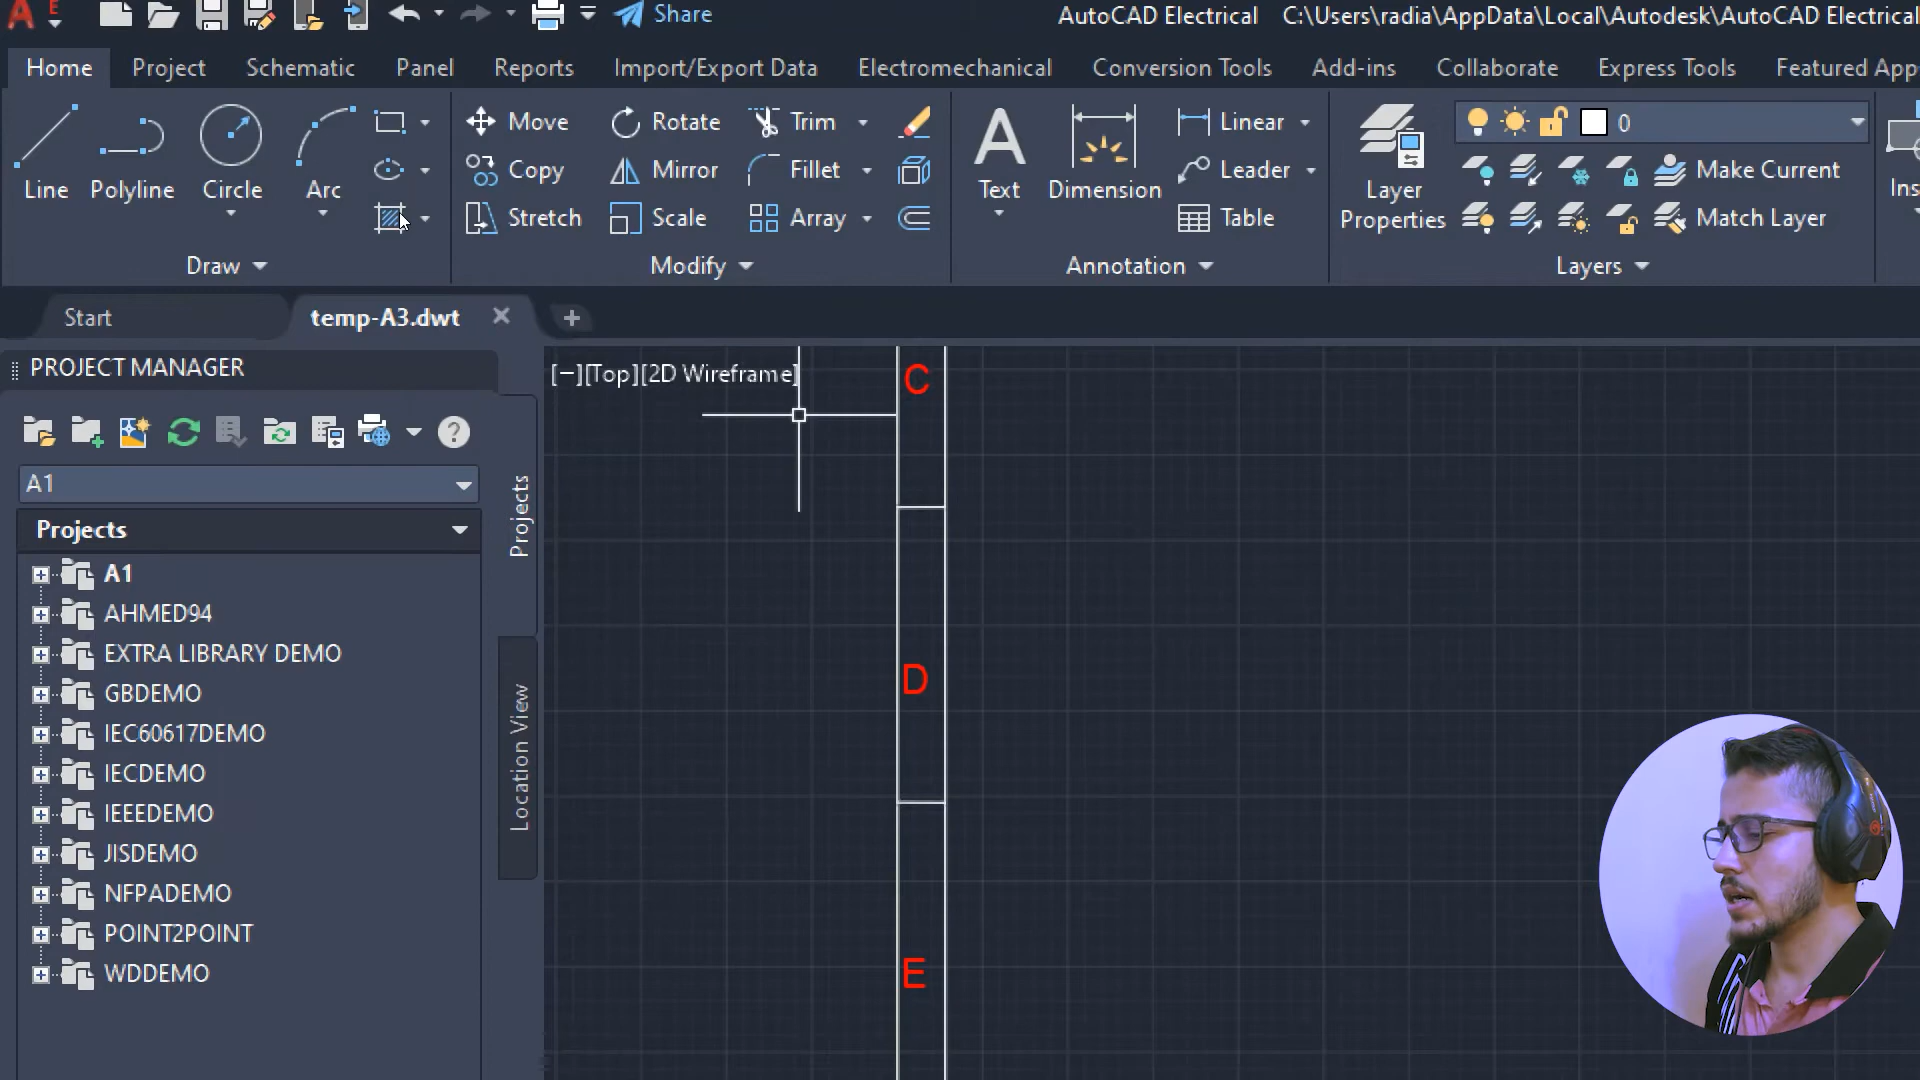 A E Share AutoCAD Electrical C:\Users\radia\AppData\Local\Autodesk\AutoCAD Electrical
Home Project Schematic Panel Reports Import/Export Data Electromechanical Conversion Tools Add-ins Collaborate Express Tools Featured App
Move Rotate Trim Linear 0
Line Polyline Circle Arc Copy Mirror Fillet Text Dimension Leader Layer Properties Make Current Ins
Stretch Scale Array Table Match Layer
Draw Modify Annotation Layers
Start temp-A3.dwt
PROJECT MANAGER
[−][Top][2D Wireframe]
C
A1
Projects
Projects
A1
AHMED94
EXTRA LIBRARY DEMO
GBDEMO
IEC60617DEMO
IECDEMO
IEEEDEMO
JISDEMO
NFPADEMO
POINT2POINT
WDDEMO
Location View
D
E